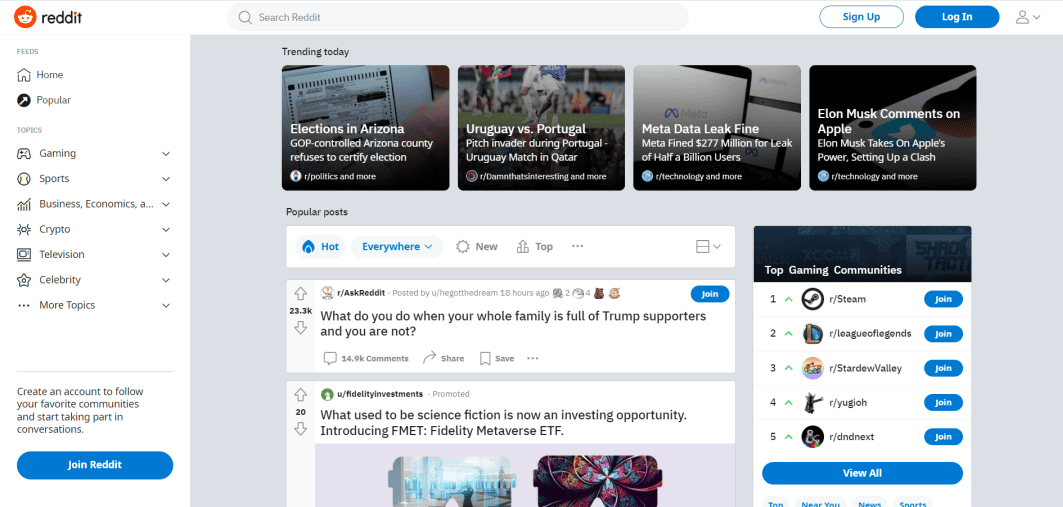 reddit
Search Reddit
Sign Up
Log In
FEEDS
Home
Popular
TOPICS
Gaming
Sports
Business, Economics, a...
Crypto
Television
Celebrity
More Topics
Create an account to follow
your favorite communities
and start taking part in
conversations.
Join Reddit
Trending today
Elections in Arizona
GOP-controlled Arizona county
refuses to certify election
r/politics and more
Uruguay vs. Portugal
Pitch invader during Portugal -
Uruguay Match in Qatar
r/Damnthatsinteresting and more
Meta
Meta Data Leak Fine
Meta Fined $277 Million for Leak
of Half a Billion Users
r/technology and more
Elon Musk Comments on
Apple
Elon Musk Takes On Apple's
Power, Setting Up a Clash
r/technology and more
Popular posts
Hot
Everywhere
New
Top
...
23.3k
r/AskReddit · Posted by u/hegotthedream 18 hours ago 2 4
Join
What do you do when your whole family is full of Trump supporters
and you are not?
14.9k Comments
Share
Save
...
20
u/fidelityinvestments · Promoted
What used to be science fiction is now an investing opportunity.
Introducing FMET: Fidelity Metaverse ETF.
XCOM 2
SHADOW
TACT
Top Gaming Communities
1 r/Steam Join
2 r/leagueoflegends Join
3 r/StardewValley Join
4 r/yugioh Join
5 r/dndnext Join
View All
Top
Near You
News
Sports